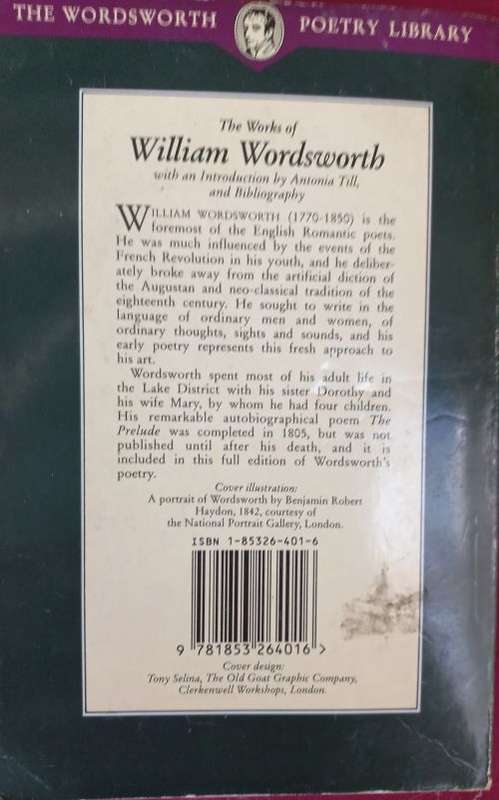 THE WORDSWORTH POETRY LIBRARY
The Works of
William Wordsworth
with an Introduction by Antonia Till,
and Bibliography
WILLIAM WORDSWORTH (1770-1850) is the
foremost of the English Romantic poets.
He was much influenced by the events of the
French Revolution in his youth, and he deliber-
ately broke away from the artificial diction of
the Augustan and neo-classical tradition of the
eighteenth century. He sought to write in the
language of ordinary men and women, of
ordinary thoughts, sights and sounds, and his
early poetry represents this fresh approach to
his art.
Wordsworth spent most of his adult life in
the Lake District with his sister Dorothy and
his wife Mary, by whom he had four children.
His remarkable autobiographical poem The
Prelude was completed in 1805, but was not
published until after his death, and it is
included in this full edition of Wordsworth's
poetry.
Cover illustration:
A portrait of Wordsworth by Benjamin Robert
Haydon, 1842, courtesy of
the National Portrait Gallery, London.
ISBN 1-85326-401-6
9 781853 264016 >
Cover design:
Tony Selina, The Old Goat Graphic Company,
Clerkenwell Workshops, London.